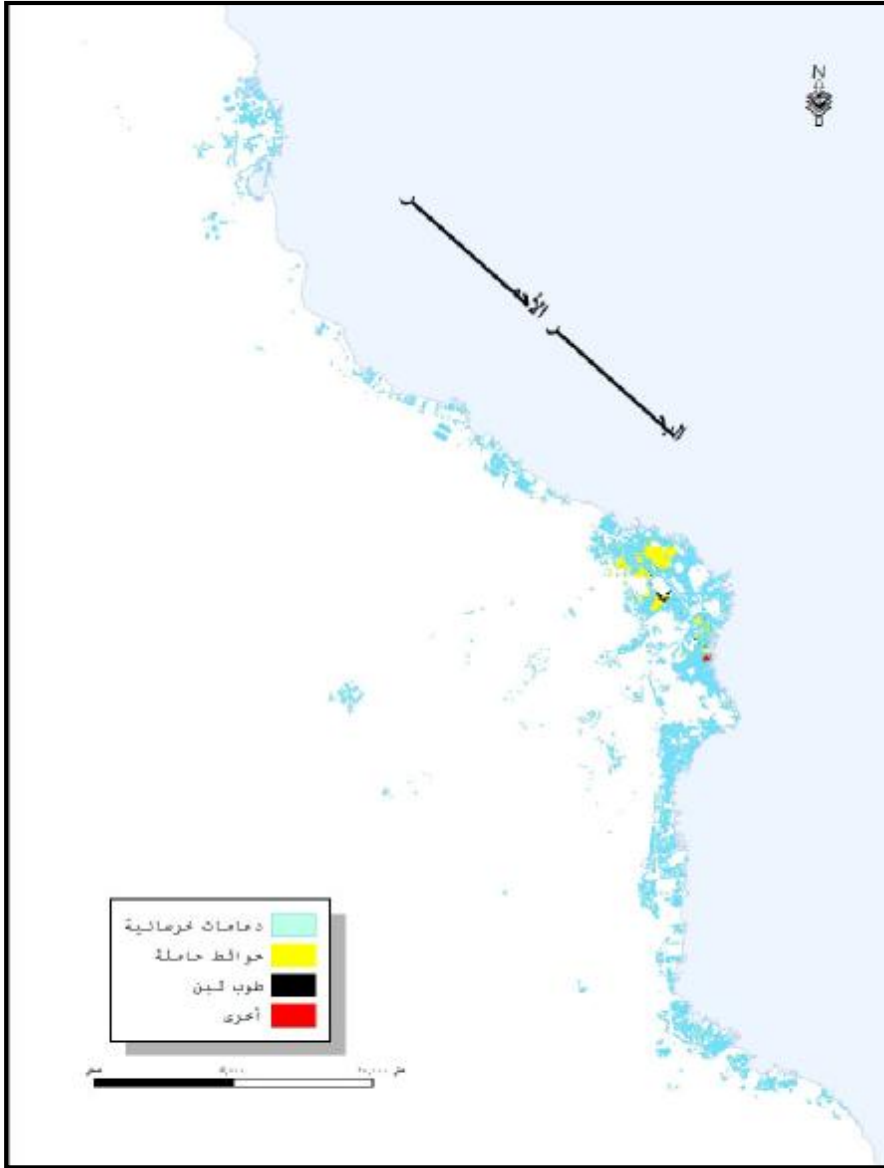 N
البحر
الأحمر
دعامات خرسانية
حوائط حاملة
طوب لبن
أخرى